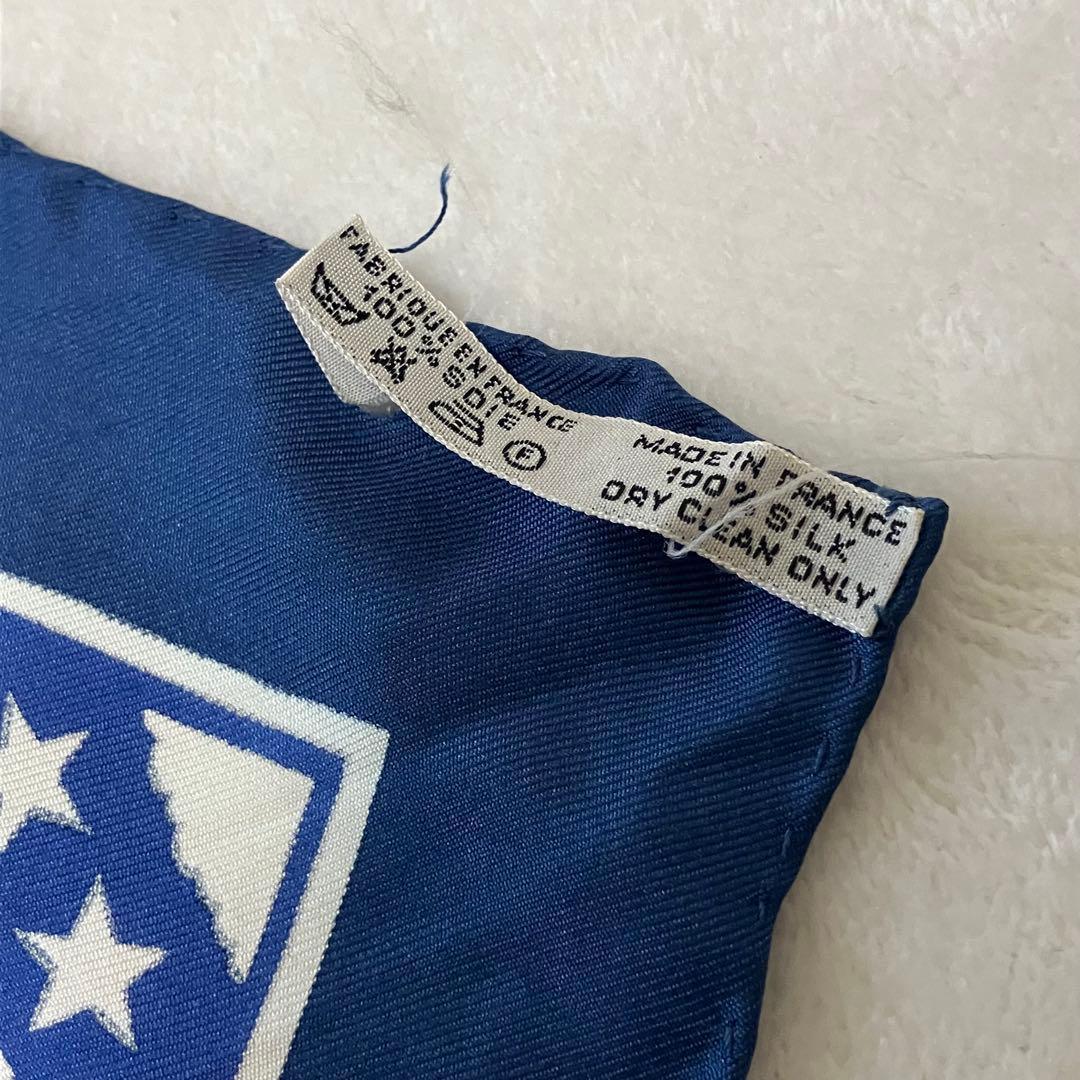 FABRIQUE EN FRANCE
100% SOIE
F
MADE IN FRANCE
100% SILK
DRY CLEAN ONLY